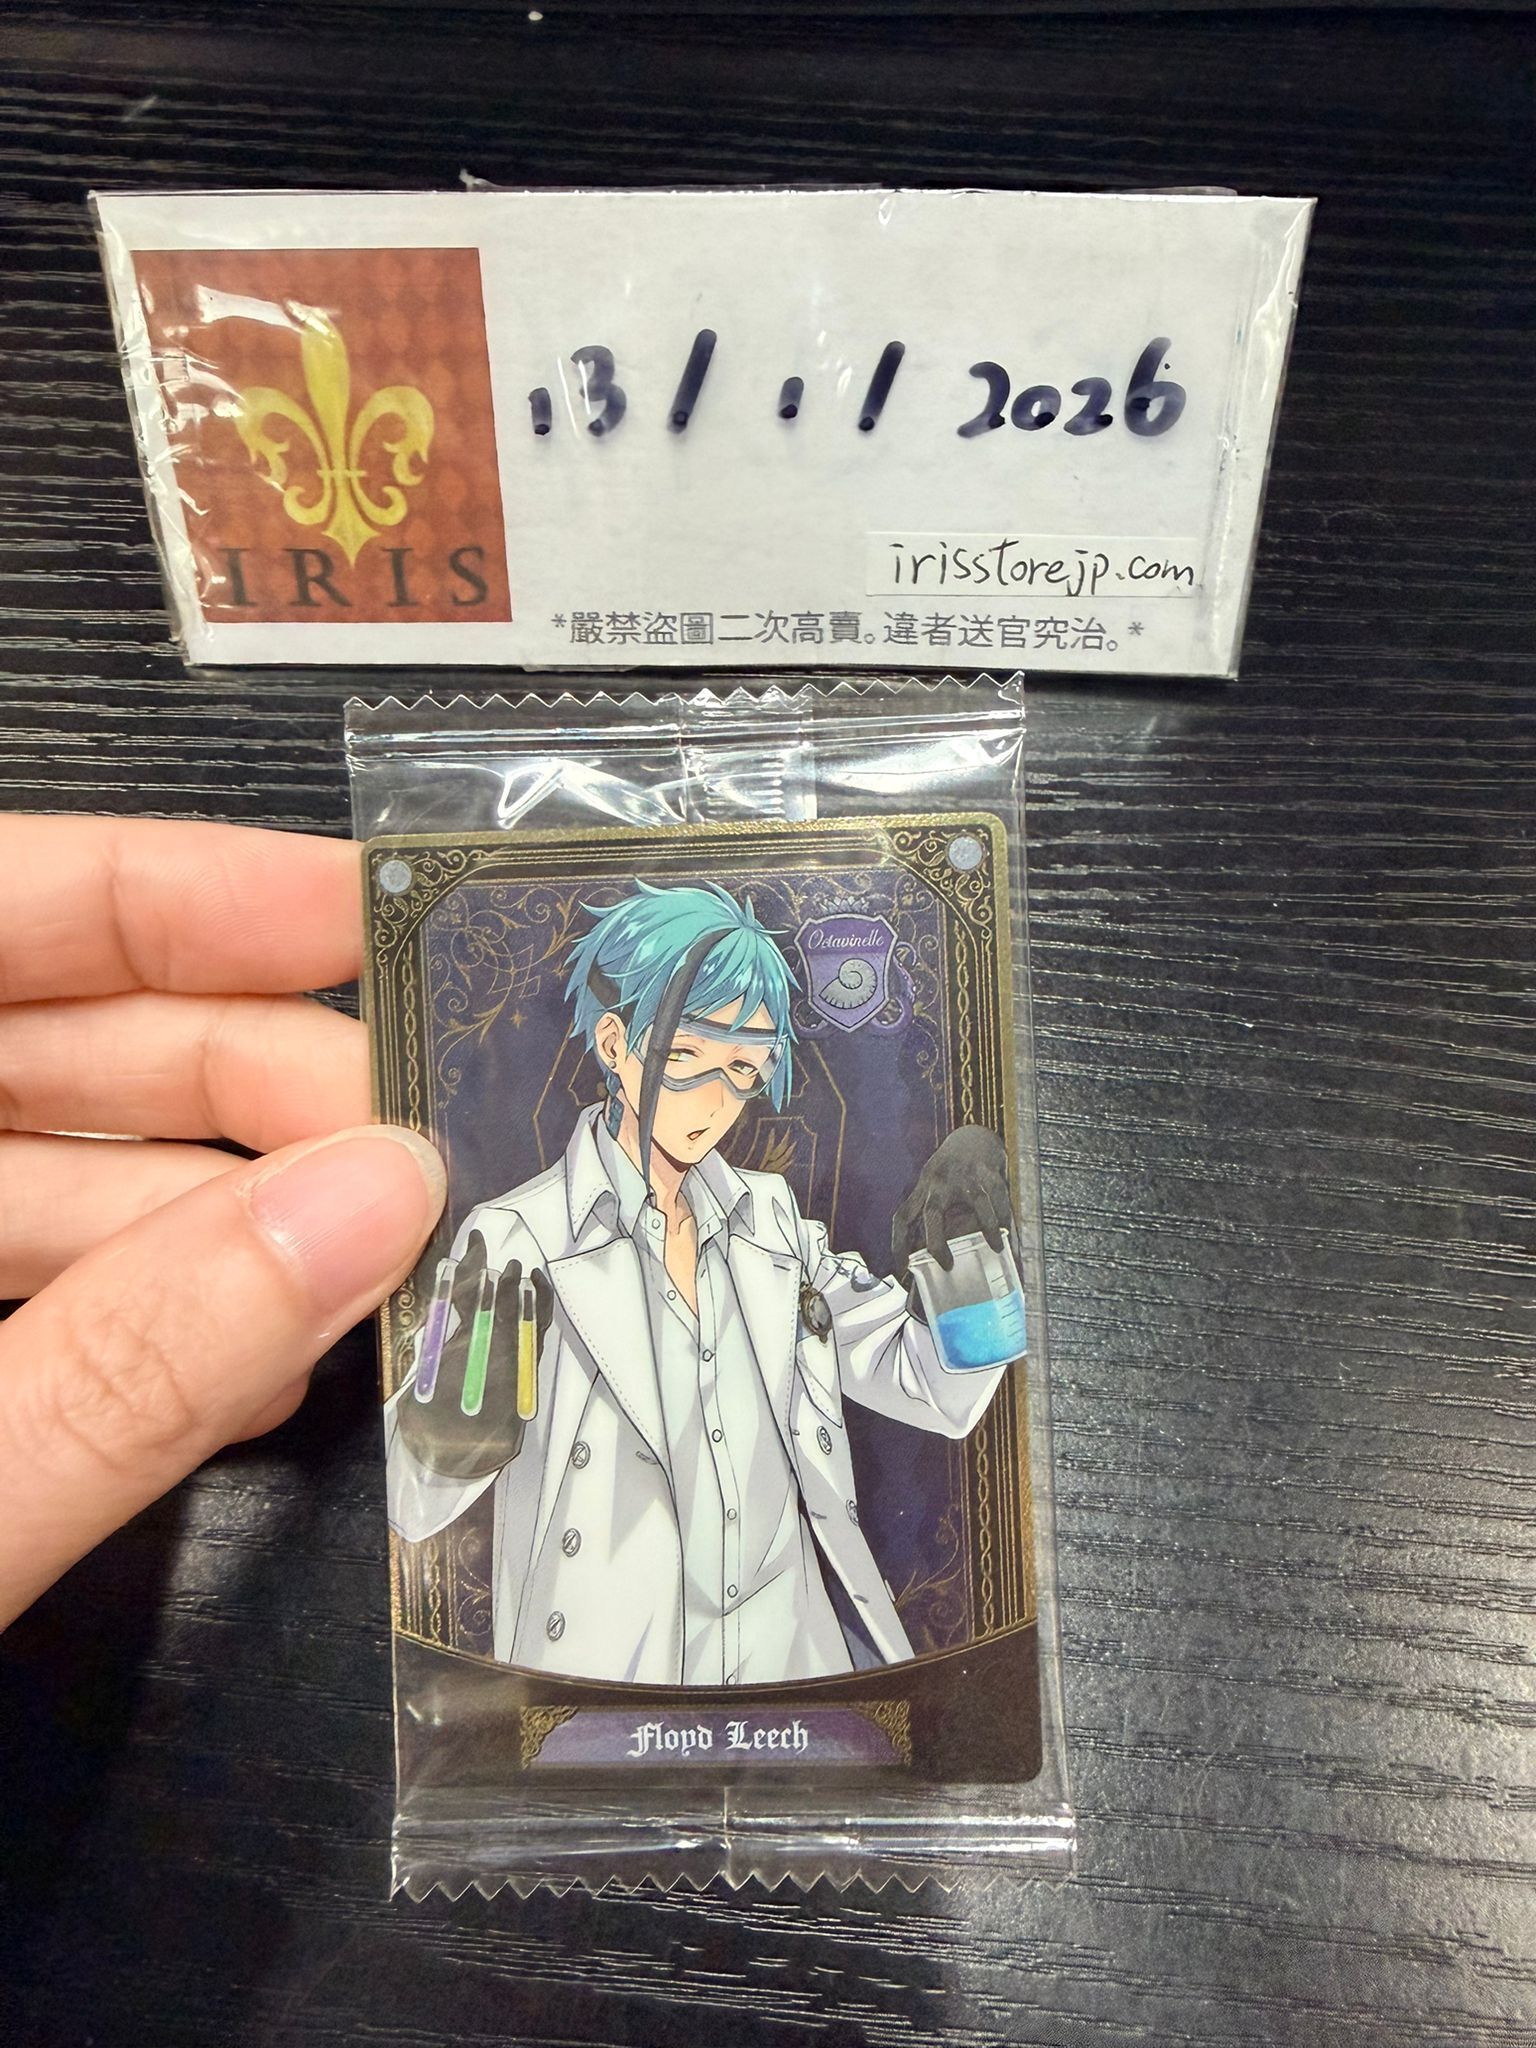 13/1/2026
IRIS
irisstorejp.com
*嚴禁盜圖二次高賣。違者送官究治。*
Octavinelle
Floyd Leech